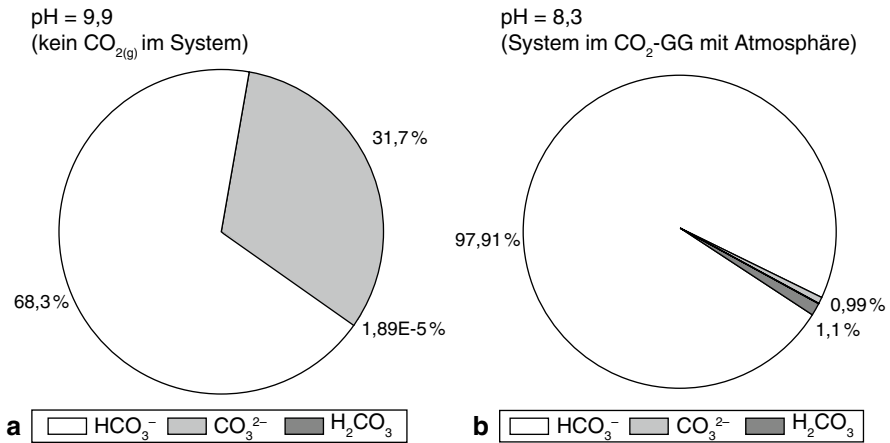 pH = 9,9
(kein CO₂(g) im System)
31,7 %
68,3 %
1,89E-5 %
a
HCO₃⁻ CO₃²⁻ H₂CO₃
pH = 8,3
(System im CO₂-GG mit Atmosphäre)
97,91 %
0,99 %
1,1 %
b
HCO₃⁻ CO₃²⁻ H₂CO₃